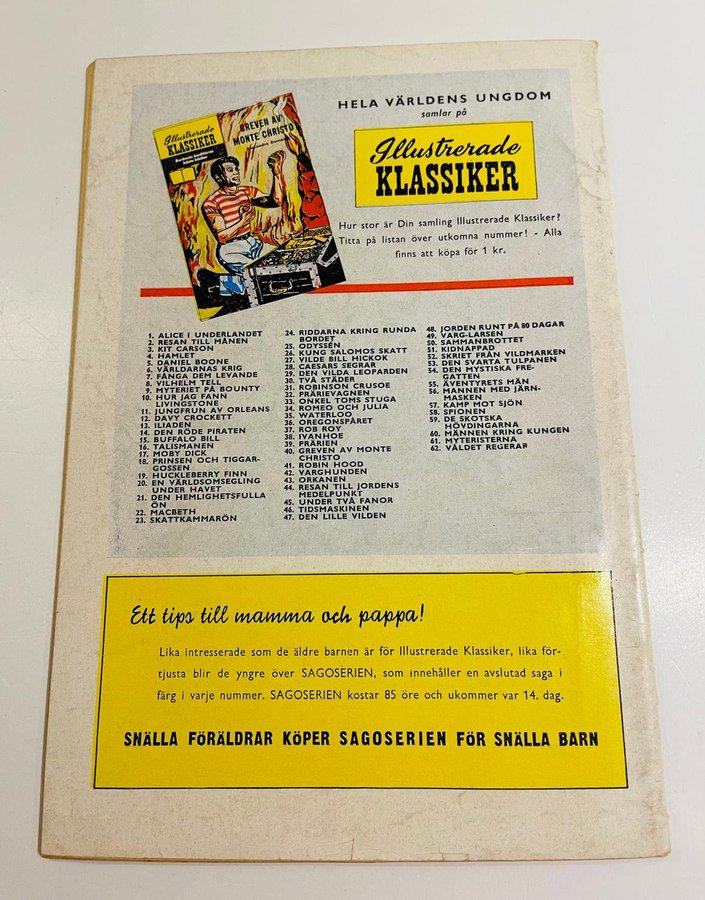 HELA VÄRLDENS UNGDOM
samlar på
Illustrerade
KLASSIKER
Illustrerade
KLASSIKER
GREVEN AV
MONTE CHRISTO
Hur stor är Din samling Illustrerade Klassiker?
Titta på listan över utkomna nummer! - Alla
finns att köpa för 1 kr.
1. ALICE I UNDERLANDET
2. RESAN TILL MÅNEN
3. KIT CARSON
4. HAMLET
5. DANIEL BOONE
6. VÄRLDARNAS KRIG
7. FÅNGA DEM LEVANDE
8. VILHELM TELL
9. MYTERIET PÅ BOUNTY
10. HUR JAG FANN
LIVINGSTONE
11. JUNGFRUN AV ORLEANS
12. DAVY CROCKETT
13. ILIADEN
14. DEN RÖDE PIRATEN
15. BUFFALO BILL
16. TALISMANEN
17. MOBY DICK
18. PRINSEN OCH TIGGAR-
GOSSEN
19. HUCKLEBERRY FINN
20. EN VÄRLDSOMSEGLING
UNDER HAVET
21. DEN HEMLIGHETSFULLA
ÖN
22. MACBETH
23. SKATTKAMMARÖN
24. RIDDARNA KRING RUNDA
BORDET
25. ODYSSÉN
26. KUNG SALOMOS SKATT
27. VILDE BILL HICKOK
28. CAESARS SEGRAR
29. DEN VILDA LEOPARDEN
30. TVÅ STÄDER
31. ROBINSON CRUSOE
32. PRÄRIEVAGNEN
33. ONKEL TOMS STUGA
34. ROMEO OCH JULIA
35. WATERLOO
36. OREGONSPÅRET
37. ROB ROY
38. IVANHOE
39. PRÄRIEN
40. GREVEN AV MONTE
CHRISTO
41. ROBIN HOOD
42. VARGHUNDEN
43. ORKANEN
44. RESAN TILL JORDENS
MEDELPUNKT
45. UNDER TVÅ FANOR
46. TIDSMASKINEN
47. DEN LILLE VILDEN
48. JORDEN RUNT PÅ 80 DAGAR
49. VARG-LARSEN
50. SAMMANBROTTET
51. KIDNAPPAD
52. SKRIET FRÅN VILDMARKEN
53. DEN SVARTA TULPANEN
54. DEN MYSTISKA FRE-
GATTEN
55. ÄVENTYRETS MÄN
56. MANNEN MED JÄRN-
MASKEN
57. KAMP MOT SJÖN
58. SPIONEN
59. DE SKOTSKA
HÖVDINGARNA
60. MÄNNEN KRING KUNGEN
61. MYTERISTERNA
62. VÅLDET REGERAR
Ett tips till mamma och pappa!
Lika intresserade som de äldre barnen är för Illustrerade Klassiker, lika för-
tjusta blir de yngre över SAGOSERIEN, som innehåller en avslutad saga i
färg i varje nummer. SAGOSERIEN kostar 85 öre och ukommer var 14. dag.
SNÄLLA FÖRÄLDRAR KÖPER SAGOSERIEN FÖR SNÄLLA BARN